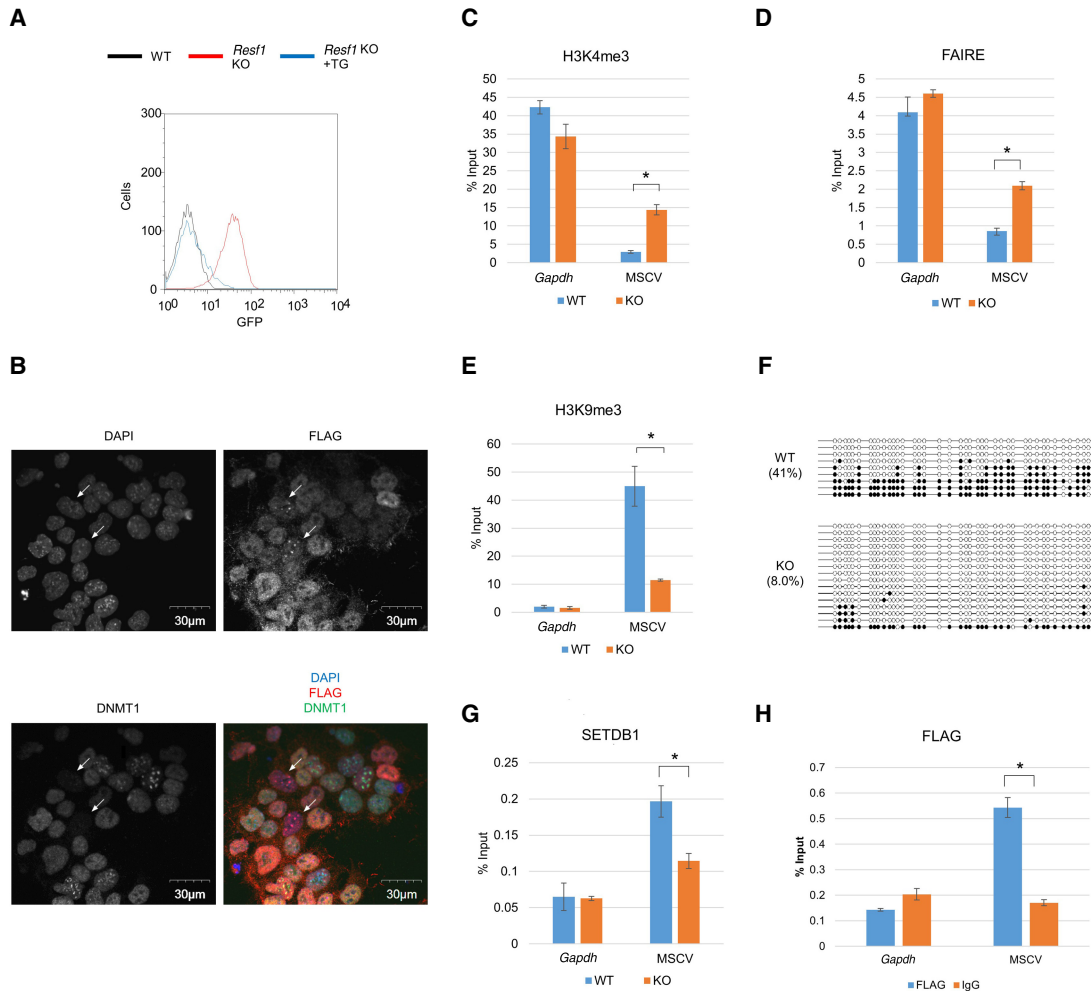 A
WT
Resf1 KO
Resf1 KO +TG
300
200
100
0
Cells
10^0 10^1 10^2 10^3 10^4
GFP
B
DAPI
FLAG
30µm
30µm
DNMT1
DAPI
FLAG
DNMT1
30µm
30µm
C
H3K4me3
50
45
40
35
30
25
20
15
10
5
0
% Input
*
Gapdh
MSCV
WT
KO
D
FAIRE
5
4.5
4
3.5
3
2.5
2
1.5
1
0.5
0
% Input
*
Gapdh
MSCV
WT
KO
E
H3K9me3
60
50
40
30
20
10
0
% Input
*
Gapdh
MSCV
WT
KO
F
WT
(41%)
KO
(8.0%)
G
SETDB1
0.25
0.2
0.15
0.1
0.05
0
% Input
*
Gapdh
MSCV
WT
KO
H
FLAG
0.7
0.6
0.5
0.4
0.3
0.2
0.1
0
% Input
*
Gapdh
MSCV
FLAG
IgG